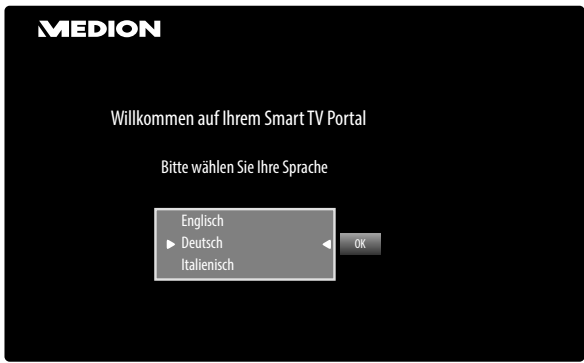 MEDION
Willkommen auf Ihrem Smart TV Portal
Bitte wählen Sie Ihre Sprache
Englisch
Deutsch
OK
Italienisch